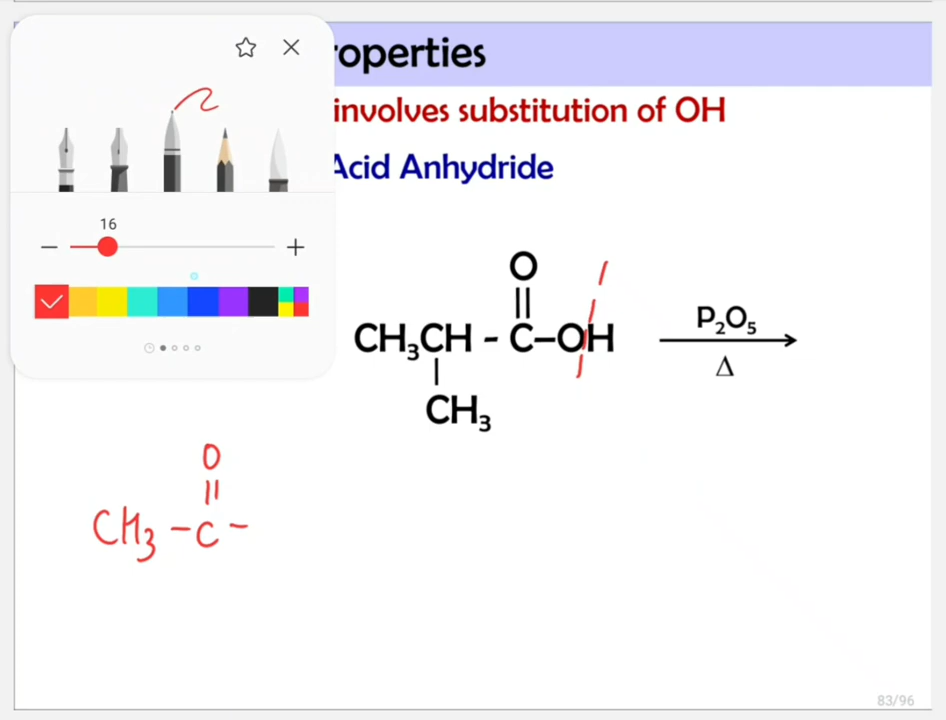 roperties
involves substitution of OH
Acid Anhydride
16
O
||
CH₃CH - C–OH
|
CH₃
P₂O₅
Δ
O
||
CH₃ – C –
83/96